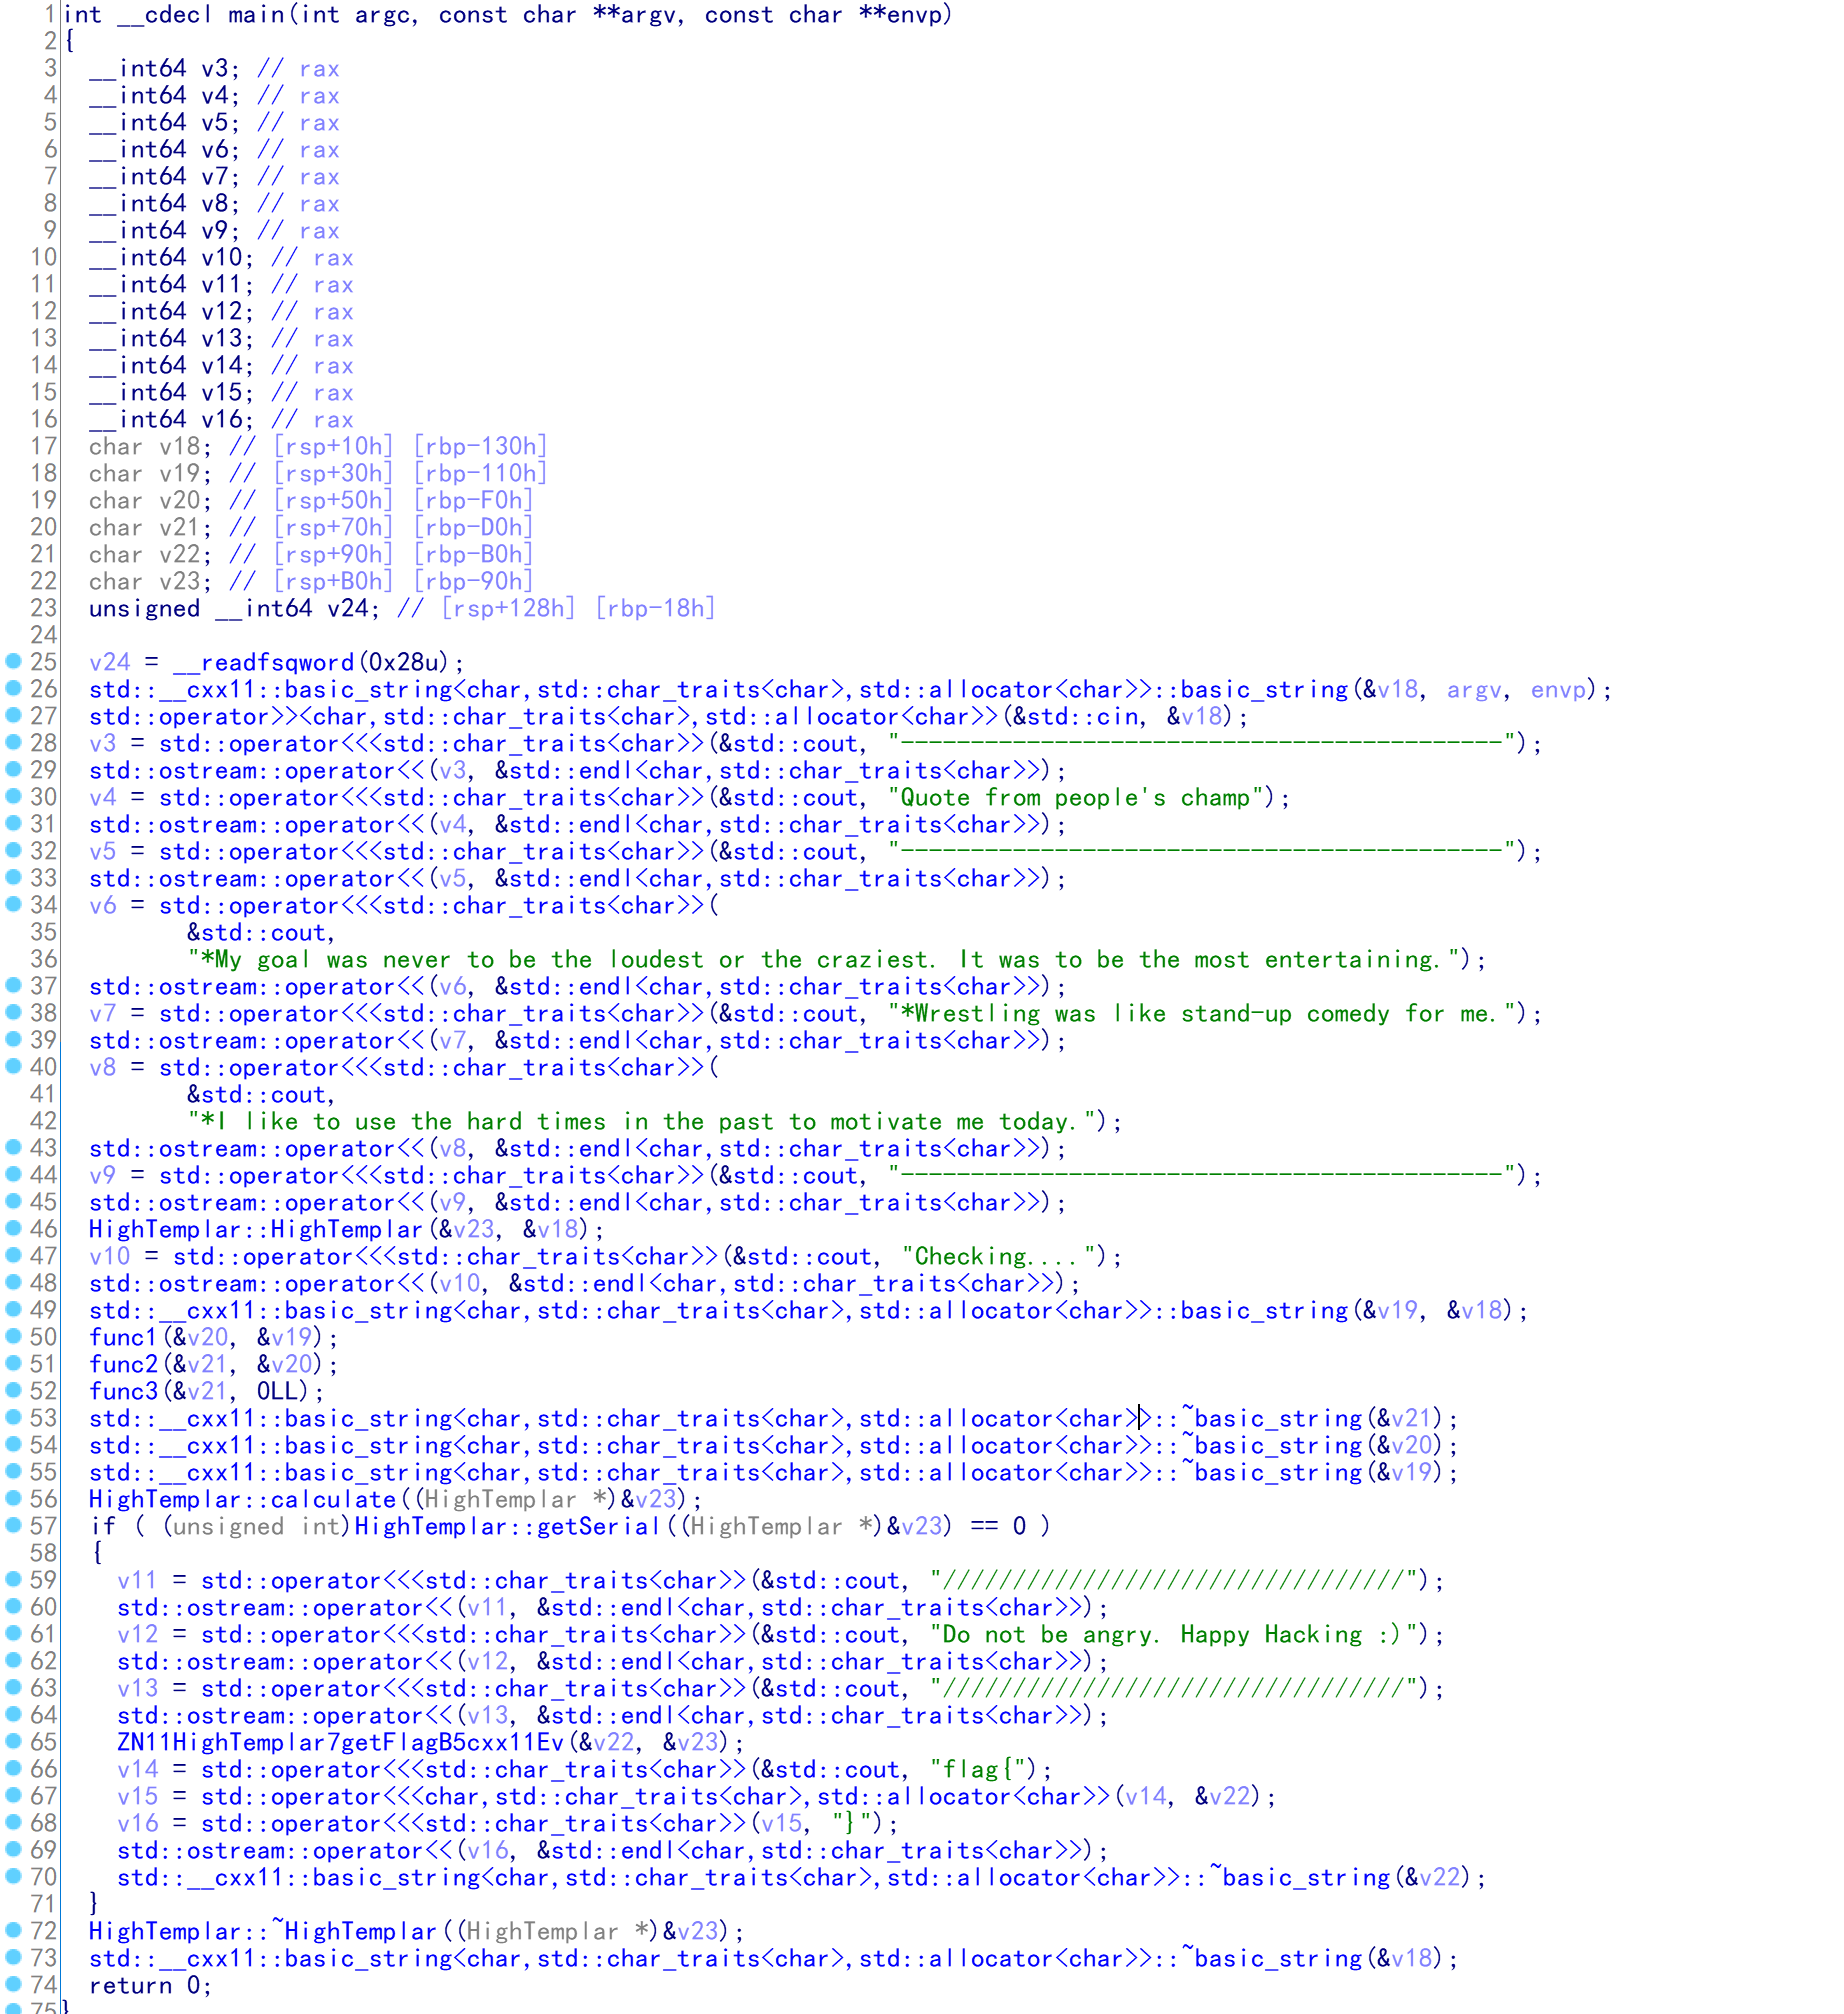 1 int __cdecl main(int argc, const char **argv, const char **envp)
2 {
3   __int64 v3; // rax
4   __int64 v4; // rax
5   __int64 v5; // rax
6   __int64 v6; // rax
7   __int64 v7; // rax
8   __int64 v8; // rax
9   __int64 v9; // rax
10   __int64 v10; // rax
11   __int64 v11; // rax
12   __int64 v12; // rax
13   __int64 v13; // rax
14   __int64 v14; // rax
15   __int64 v15; // rax
16   __int64 v16; // rax
17   char v18; // [rsp+10h] [rbp-130h]
18   char v19; // [rsp+30h] [rbp-110h]
19   char v20; // [rsp+50h] [rbp-F0h]
20   char v21; // [rsp+70h] [rbp-D0h]
21   char v22; // [rsp+90h] [rbp-B0h]
22   char v23; // [rsp+B0h] [rbp-90h]
23   unsigned __int64 v24; // [rsp+128h] [rbp-18h]
24
25   v24 = __readfsqword(0x28u);
26   std::__cxx11::basic_string<char,std::char_traits<char>,std::allocator<char>>::basic_string(&v18, argv, envp);
27   std::operator>><char,std::char_traits<char>,std::allocator<char>>(&std::cin, &v18);
28   v3 = std::operator<<<std::char_traits<char>>(&std::cout, "-------------------------------------------");
29   std::ostream::operator<<(v3, &std::endl<char,std::char_traits<char>>);
30   v4 = std::operator<<<std::char_traits<char>>(&std::cout, "Quote from people's champ");
31   std::ostream::operator<<(v4, &std::endl<char,std::char_traits<char>>);
32   v5 = std::operator<<<std::char_traits<char>>(&std::cout, "-------------------------------------------");
33   std::ostream::operator<<(v5, &std::endl<char,std::char_traits<char>>);
34   v6 = std::operator<<<std::char_traits<char>>(
35          &std::cout,
36          "*My goal was never to be the loudest or the craziest. It was to be the most entertaining.");
37   std::ostream::operator<<(v6, &std::endl<char,std::char_traits<char>>);
38   v7 = std::operator<<<std::char_traits<char>>(&std::cout, "*Wrestling was like stand-up comedy for me.");
39   std::ostream::operator<<(v7, &std::endl<char,std::char_traits<char>>);
40   v8 = std::operator<<<std::char_traits<char>>(
41          &std::cout,
42          "*I like to use the hard times in the past to motivate me today.");
43   std::ostream::operator<<(v8, &std::endl<char,std::char_traits<char>>);
44   v9 = std::operator<<<std::char_traits<char>>(&std::cout, "-------------------------------------------");
45   std::ostream::operator<<(v9, &std::endl<char,std::char_traits<char>>);
46   HighTemplar::HighTemplar(&v23, &v18);
47   v10 = std::operator<<<std::char_traits<char>>(&std::cout, "Checking....");
48   std::ostream::operator<<(v10, &std::endl<char,std::char_traits<char>>);
49   std::__cxx11::basic_string<char,std::char_traits<char>,std::allocator<char>>::basic_string(&v19, &v18);
50   func1(&v20, &v19);
51   func2(&v21, &v20);
52   func3(&v21, 0LL);
53   std::__cxx11::basic_string<char,std::char_traits<char>,std::allocator<char>>::~basic_string(&v21);
54   std::__cxx11::basic_string<char,std::char_traits<char>,std::allocator<char>>::~basic_string(&v20);
55   std::__cxx11::basic_string<char,std::char_traits<char>,std::allocator<char>>::~basic_string(&v19);
56   HighTemplar::calculate((HighTemplar *)&v23);
57   if ( (unsigned int)HighTemplar::getSerial((HighTemplar *)&v23) == 0 )
58   {
59     v11 = std::operator<<<std::char_traits<char>>(&std::cout, "/////////////////////////////////");
60     std::ostream::operator<<(v11, &std::endl<char,std::char_traits<char>>);
61     v12 = std::operator<<<std::char_traits<char>>(&std::cout, "Do not be angry. Happy Hacking :)");
62     std::ostream::operator<<(v12, &std::endl<char,std::char_traits<char>>);
63     v13 = std::operator<<<std::char_traits<char>>(&std::cout, "/////////////////////////////////");
64     std::ostream::operator<<(v13, &std::endl<char,std::char_traits<char>>);
65     ZN11HighTemplar7getFlagB5cxx11Ev(&v22, &v23);
66     v14 = std::operator<<<std::char_traits<char>>(&std::cout, "flag{");
67     v15 = std::operator<<<char,std::char_traits<char>,std::allocator<char>>(v14, &v22);
68     v16 = std::operator<<<std::char_traits<char>>(v15, "}");
69     std::ostream::operator<<(v16, &std::endl<char,std::char_traits<char>>);
70     std::__cxx11::basic_string<char,std::char_traits<char>,std::allocator<char>>::~basic_string(&v22);
71   }
72   HighTemplar::~HighTemplar((HighTemplar *)&v23);
73   std::__cxx11::basic_string<char,std::char_traits<char>,std::allocator<char>>::~basic_string(&v18);
74   return 0;
75 }